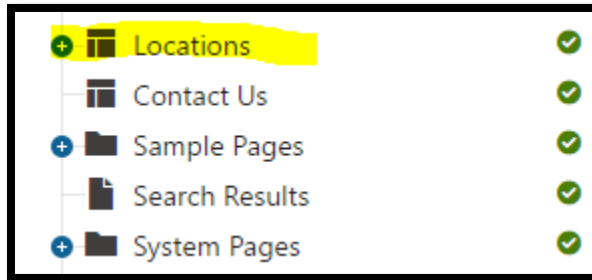 Locations
Contact Us
Sample Pages
Search Results
System Pages